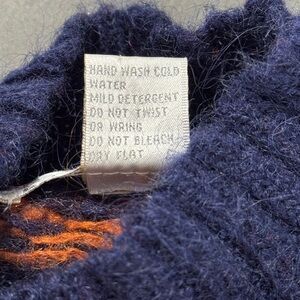 HAND WASH COLD
WATER
MILD DETERGENT
DO NOT TWIST
OR WRING
DO NOT BLEACH
DRY FLAT